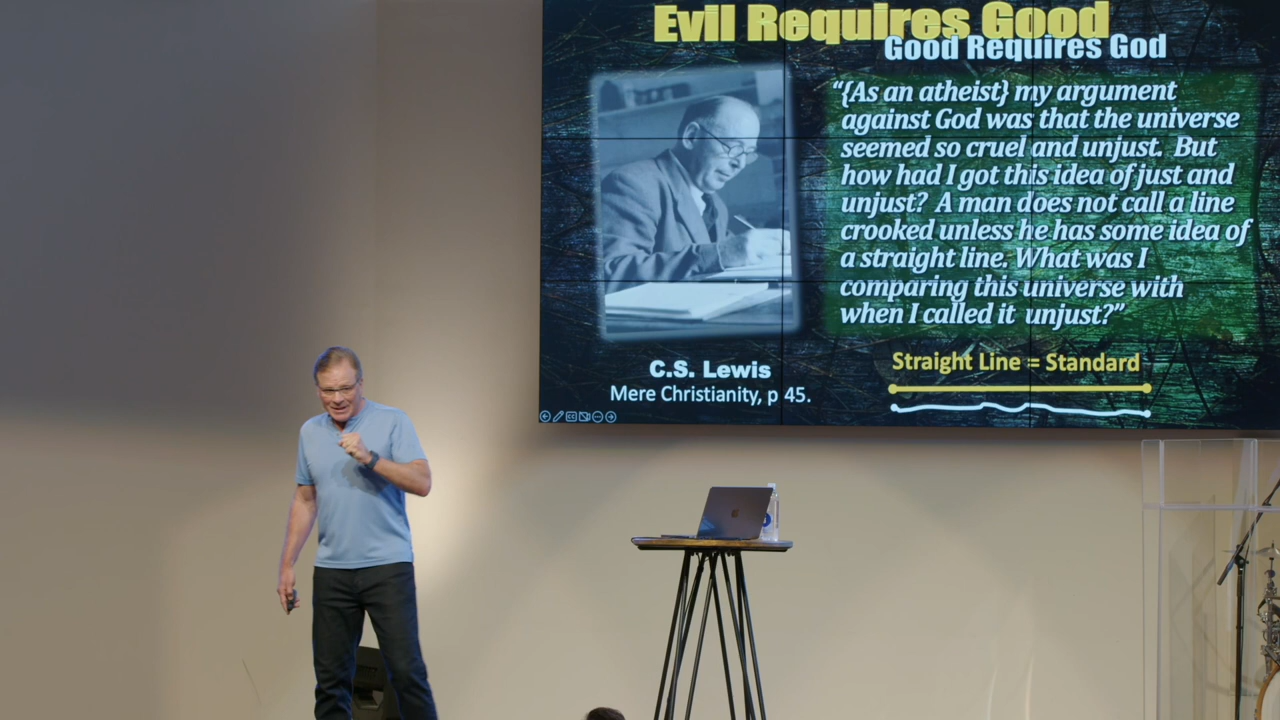 Evil Requires Good
Good Requires God
“{As an atheist} my argument
against God was that the universe
seemed so cruel and unjust. But
how had I got this idea of just and
unjust? A man does not call a line
crooked unless he has some idea of
a straight line. What was I
comparing this universe with
when I called it unjust?”
C.S. Lewis
Mere Christianity, p 45.
Straight Line = Standard